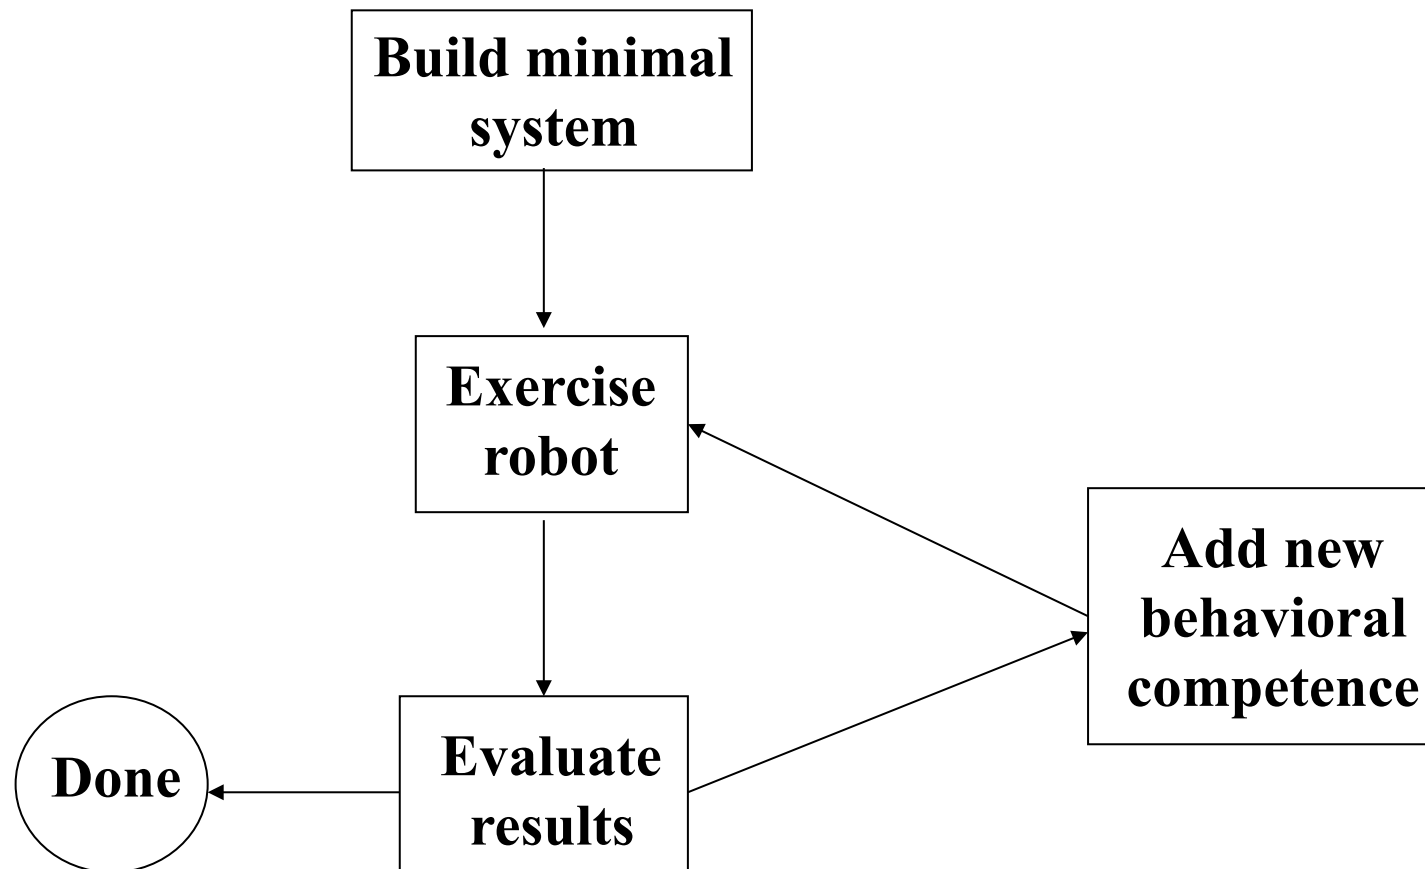 Build minimal
system
Exercise
robot
Add new
behavioral
competence
Done
Evaluate
results